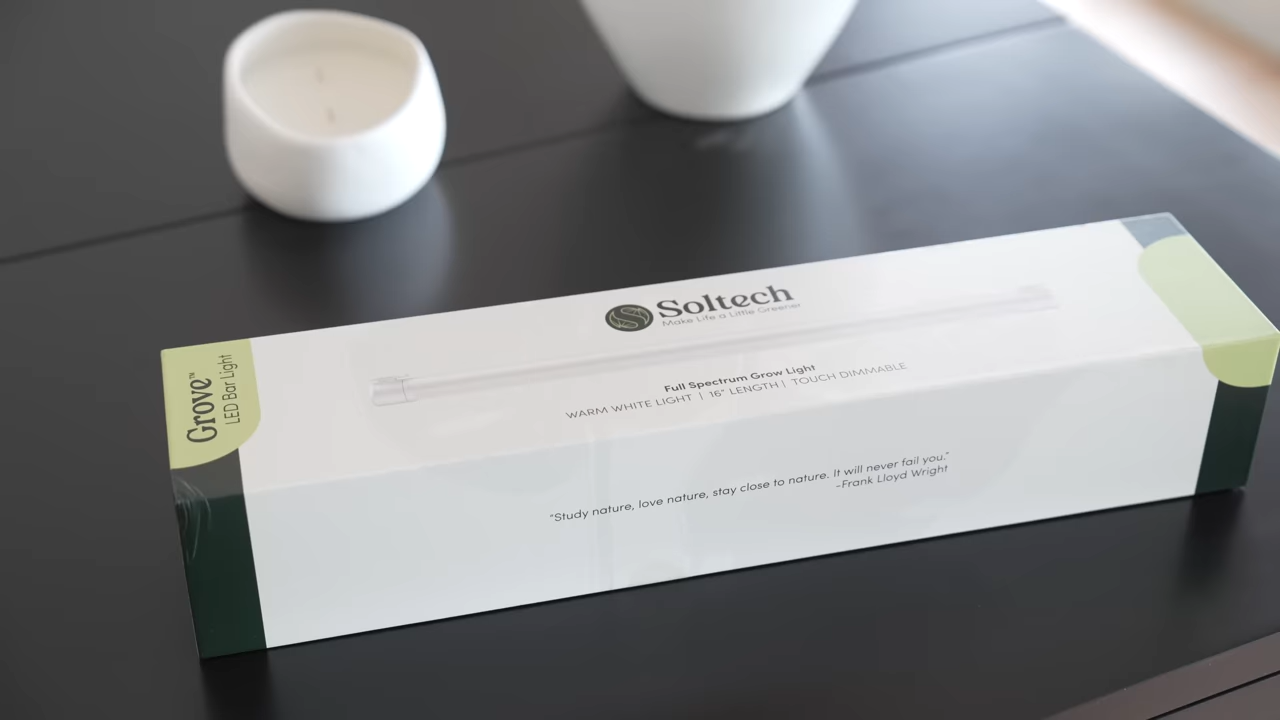 Soltech
Make Life a Little Greener
Grove™
LED Bar Light
Full Spectrum Grow Light
WARM WHITE LIGHT | 16" LENGTH | TOUCH DIMMABLE
"Study nature, love nature, stay close to nature. It will never fail you."
-Frank Lloyd Wright